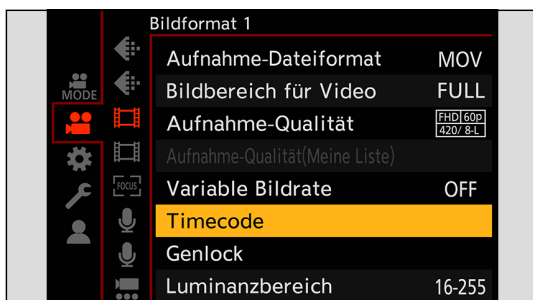 Bildformat 1
Aufnahme-Dateiformat MOV
MODE
Bildbereich für Video FULL
Aufnahme-Qualität FHD 60p
420/ 8-L
Aufnahme-Qualität(Meine Liste)
FOCUS
Variable Bildrate OFF
Timecode
Genlock
Luminanzbereich 16-255